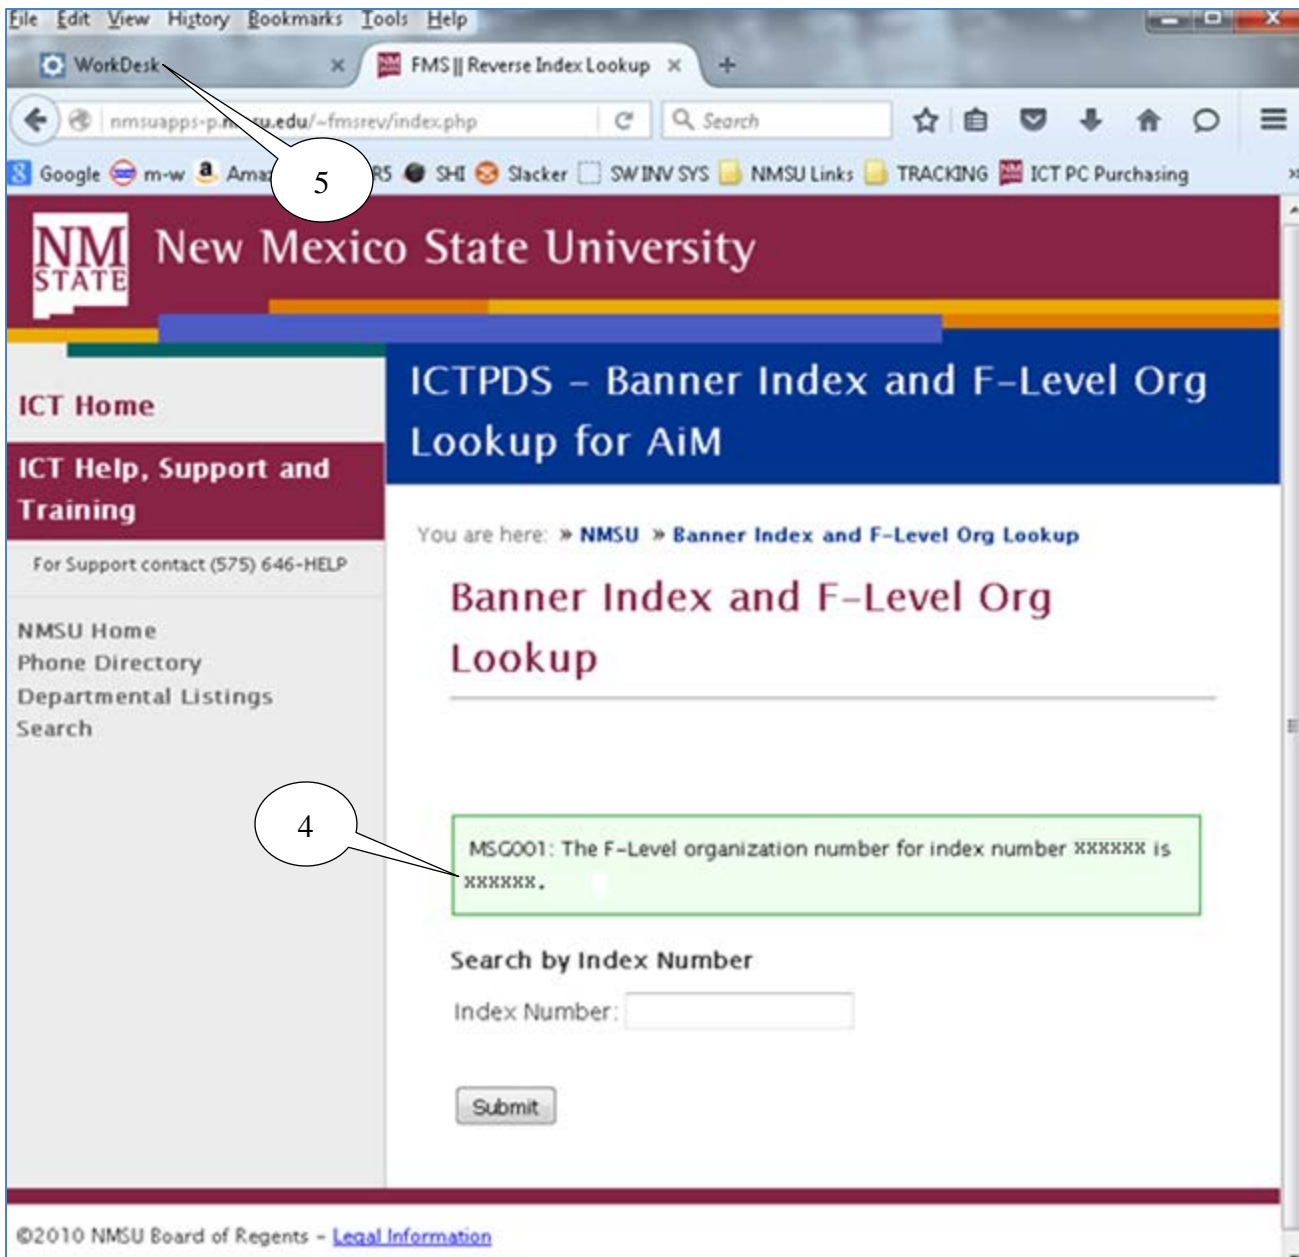 File Edit View History Bookmarks Tools Help
WorkDesk × FMS || Reverse Index Lookup × +
nmsuapps-p. su.edu/~fmsrev/index.php Search
Google m-w Ama R5 SHI Slacker SW INV SYS NMSU Links TRACKING ICT PC Purchasing »
5
NM
STATE
New Mexico State University
ICT Home
ICT Help, Support and
Training
For Support contact (575) 646-HELP
NMSU Home
Phone Directory
Departmental Listings
Search
ICTPDS – Banner Index and F-Level Org
Lookup for AiM
You are here: » NMSU » Banner Index and F-Level Org Lookup
Banner Index and F-Level Org
Lookup
4
MSG001: The F-Level organization number for index number XXXXXX is
XXXXXX.
Search by Index Number
Index Number:
Submit
©2010 NMSU Board of Regents - Legal Information